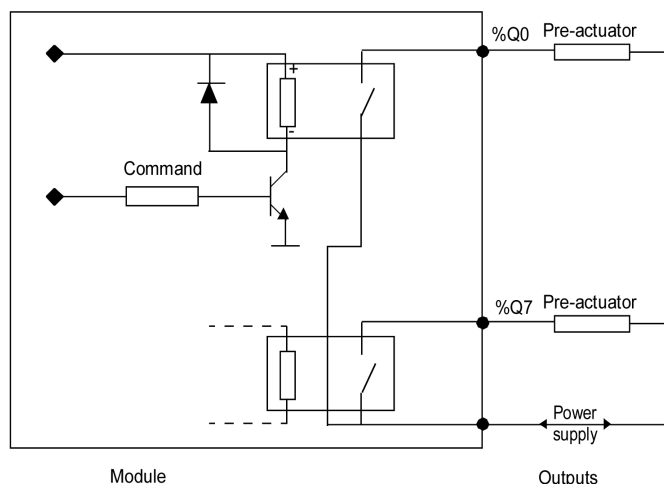 %Q0
Pre-actuator
+
-
Command
%Q7
Pre-actuator
Power
supply
Module
Outputs